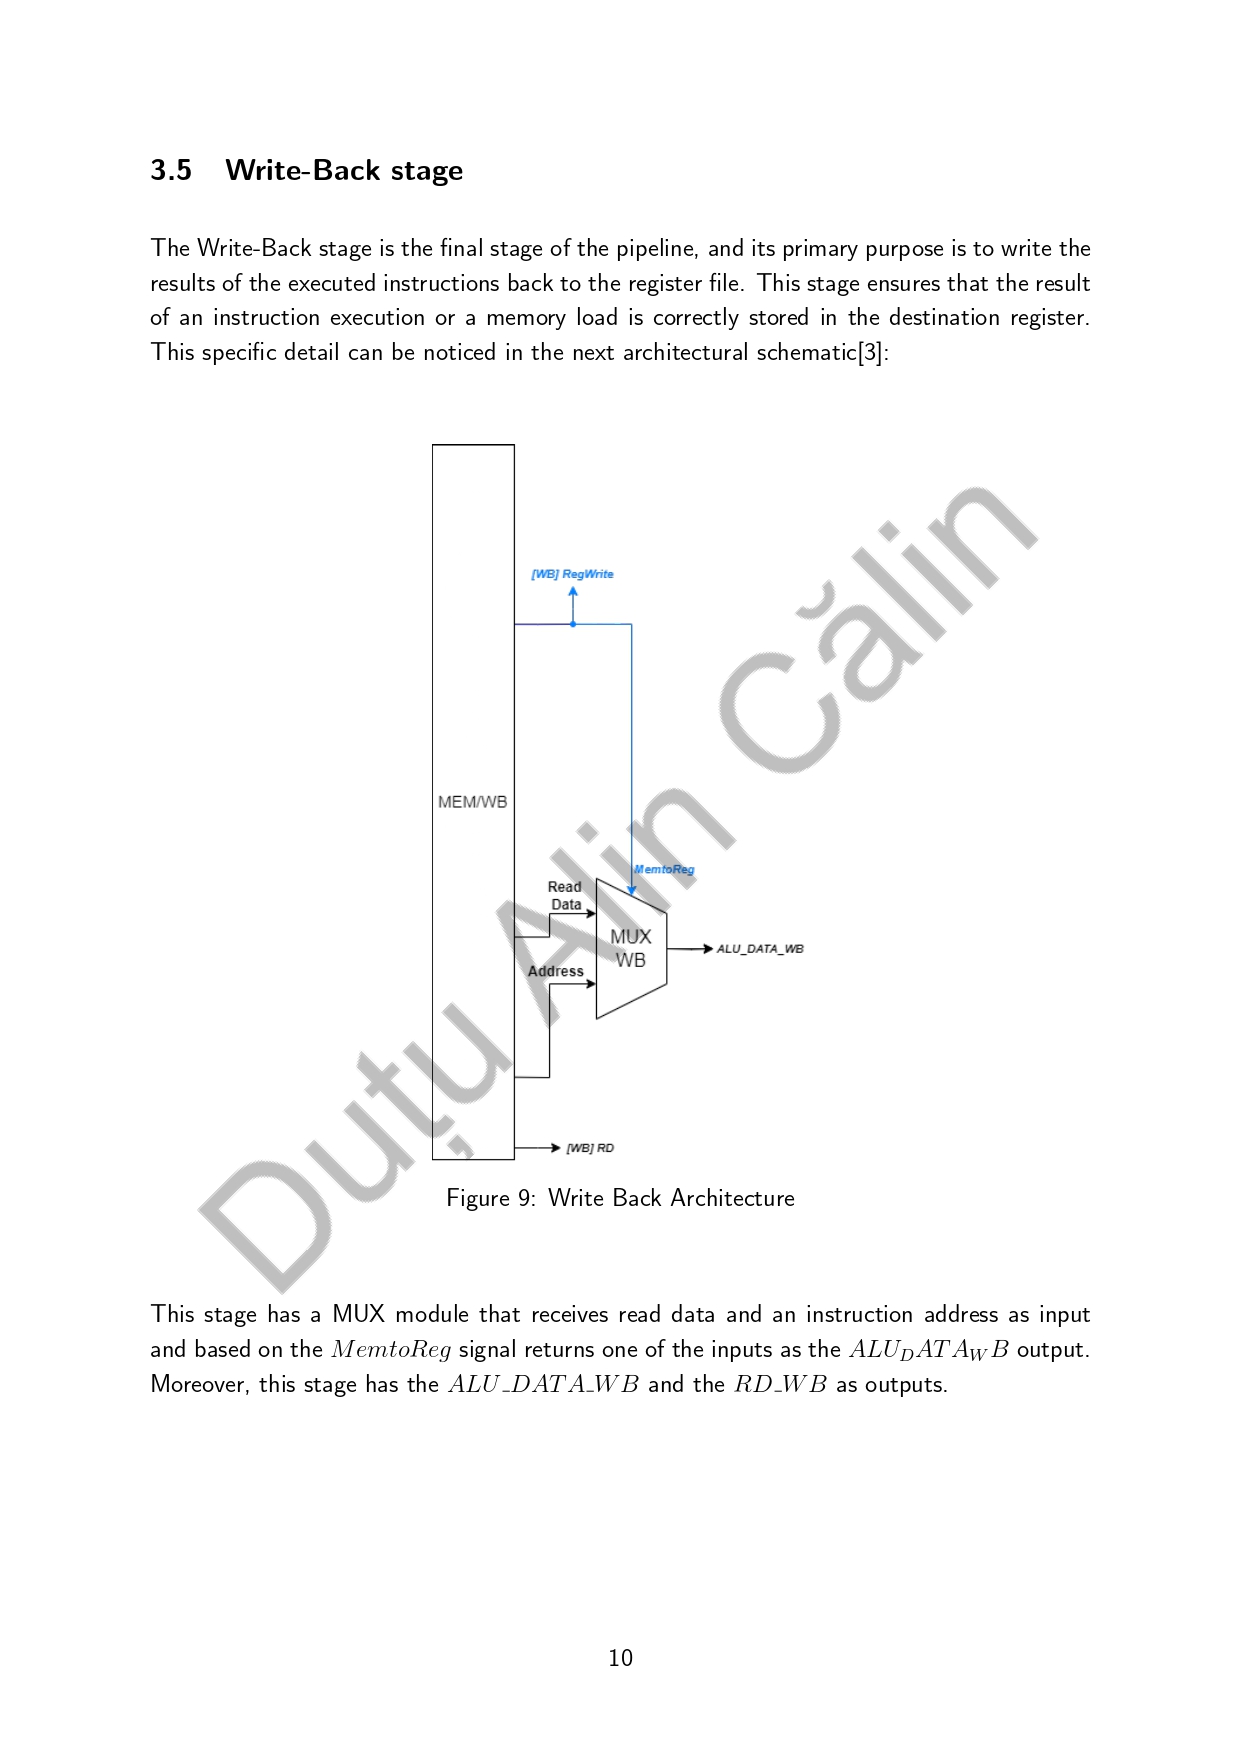 3.5 Write-Back stage
The Write-Back stage is the final stage of the pipeline, and its primary purpose is to write the
results of the executed instructions back to the register file. This stage ensures that the result
of an instruction execution or a memory load is correctly stored in the destination register.
This specific detail can be noticed in the next architectural schematic[3]:
[WB] RegWrite
MEM/WB
MemtoReg
Read
Data
MUX
WB
ALU_DATA_WB
Address
[WB] RD
Duțu Alin Călin
Figure 9: Write Back Architecture
This stage has a MUX module that receives read data and an instruction address as input
and based on the MemtoReg signal returns one of the inputs as the ALU_DATA_WB output.
Moreover, this stage has the ALU_DATA_WB and the RD_WB as outputs.
10